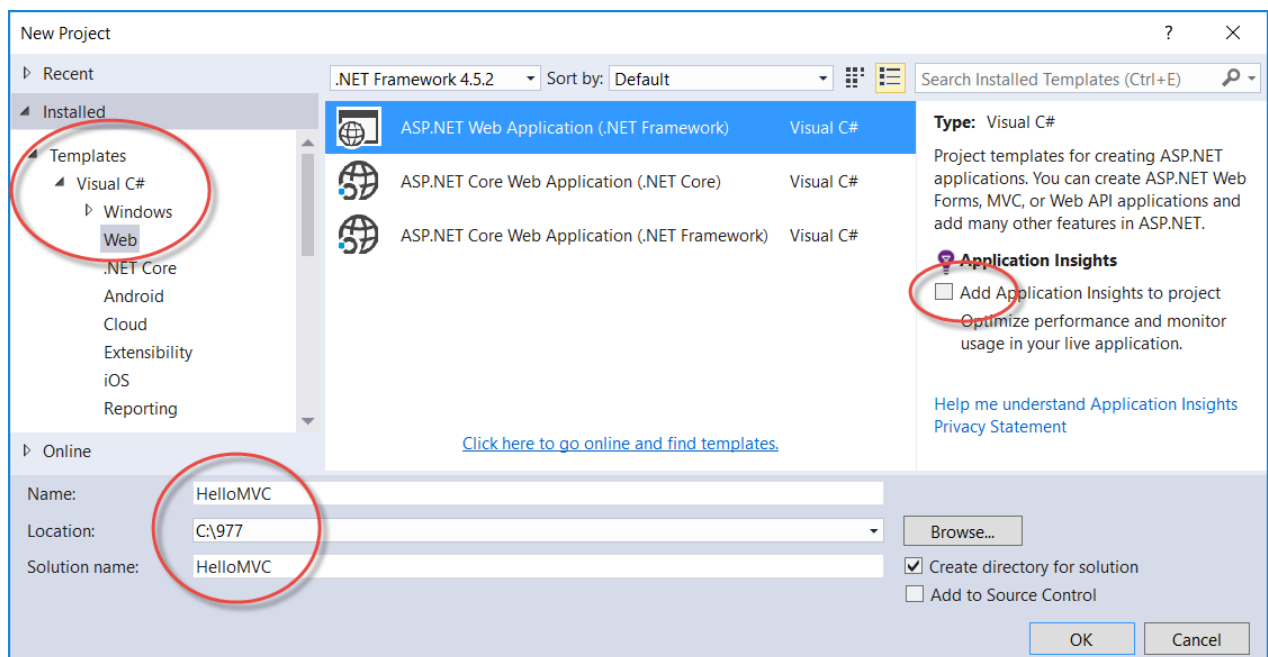 New Project
?
Recent
.NET Framework 4.5.2
Sort by: Default
Search Installed Templates (Ctrl+E)
Installed
Templates
Visual C#
Windows
Web
.NET Core
Android
Cloud
Extensibility
iOS
Reporting
Online
ASP.NET Web Application (.NET Framework) Visual C#
ASP.NET Core Web Application (.NET Core) Visual C#
ASP.NET Core Web Application (.NET Framework) Visual C#
Click here to go online and find templates.
Type: Visual C#
Project templates for creating ASP.NET
applications. You can create ASP.NET Web
Forms, MVC, or Web API applications and
add many other features in ASP.NET.
Application Insights
Add Application Insights to project
Optimize performance and monitor
usage in your live application.
Help me understand Application Insights
Privacy Statement
Name: HelloMVC
Location: C:\977
Browse...
Solution name: HelloMVC
Create directory for solution
Add to Source Control
OK
Cancel